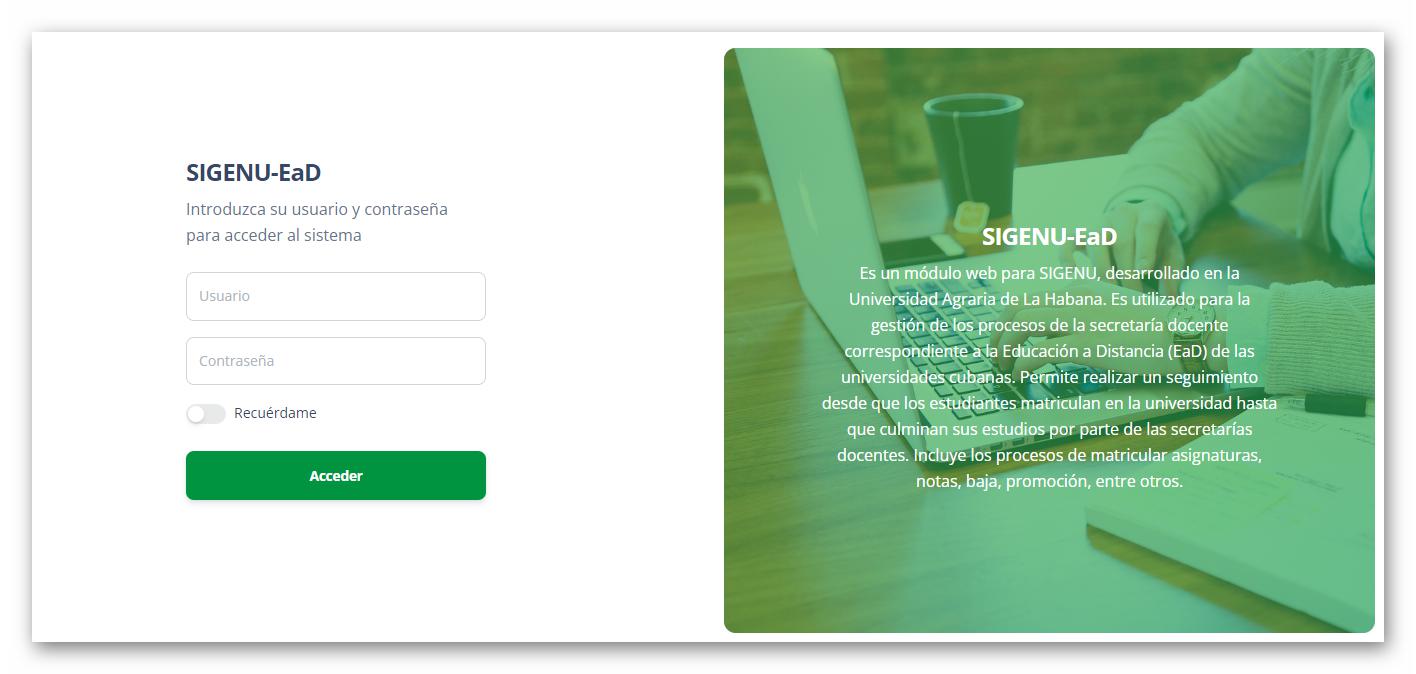 SIGENU-EaD
Introduzca su usuario y contraseña
para acceder al sistema
Usuario
Contraseña
Recuérdame
Acceder
SIGENU-EaD
Es un módulo web para SIGENU, desarrollado en la
Universidad Agraria de La Habana. Es utilizado para la
gestión de los procesos de la secretaría docente
correspondiente a la Educación a Distancia (EaD) de las
universidades cubanas. Permite realizar un seguimiento
desde que los estudiantes matriculan en la universidad hasta
que culminan sus estudios por parte de las secretarías
docentes. Incluye los procesos de matricular asignaturas,
notas, baja, promoción, entre otros.